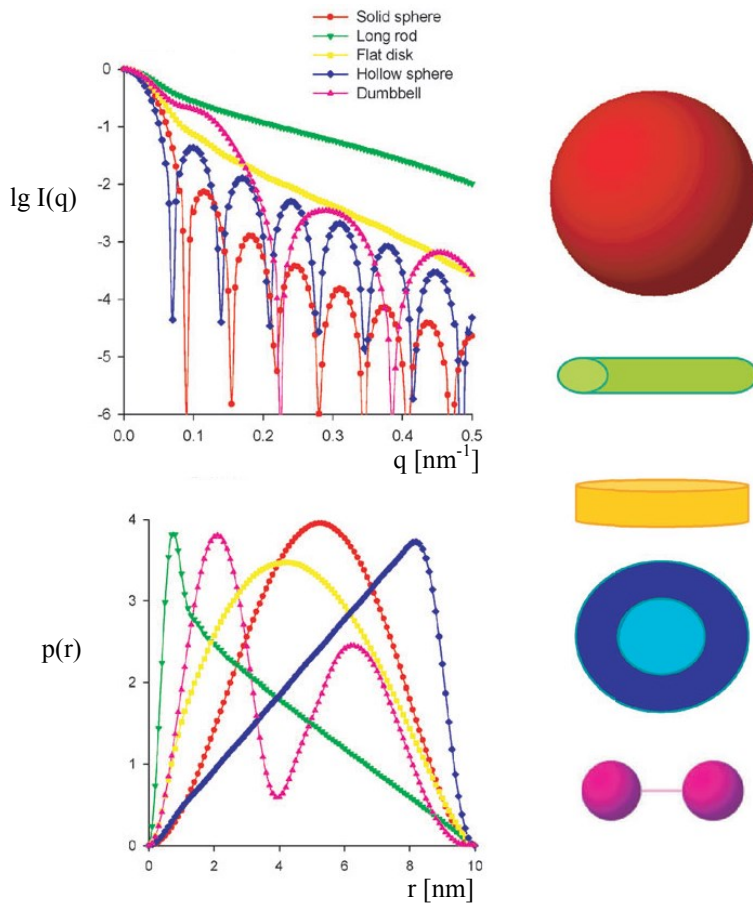 Solid sphere
Long rod
Flat disk
Hollow sphere
Dumbbell
0
-1
-2
-3
-4
-5
-6
lg I(q)
0.0 0.1 0.2 0.3 0.4 0.5
q [nm⁻¹]
4
3
2
1
0
p(r)
0 2 4 6 8 10
r [nm]